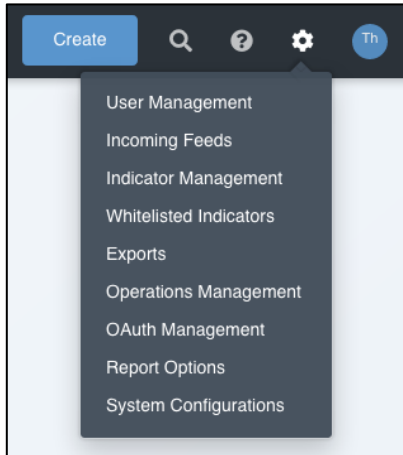 Create
Th
User Management
Incoming Feeds
Indicator Management
Whitelisted Indicators
Exports
Operations Management
OAuth Management
Report Options
System Configurations